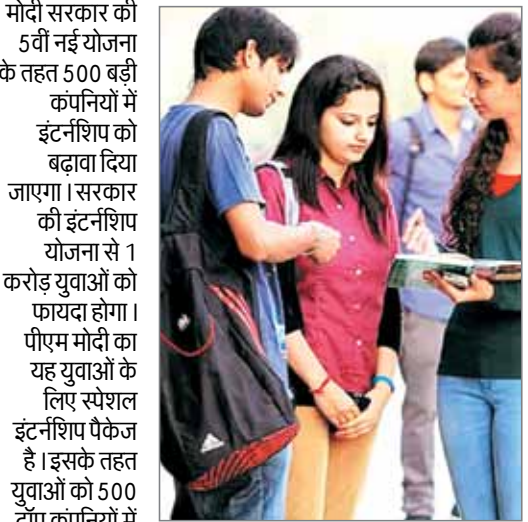 मोदी सरकार की
5वीं नई योजना
के तहत 500 बड़ी
कंपनियों में
इंटर्नशिप को
बढ़ावा दिया
जाएगा। सरकार
की इंटर्नशिप
योजना से 1
करोड़ युवाओं को
फायदा होगा।
पीएम मोदी का
यह युवाओं के
लिए स्पेशल
इंटर्नशिप पैकेज
है। इसके तहत
युवाओं को 500
टॉप कंपनियों में